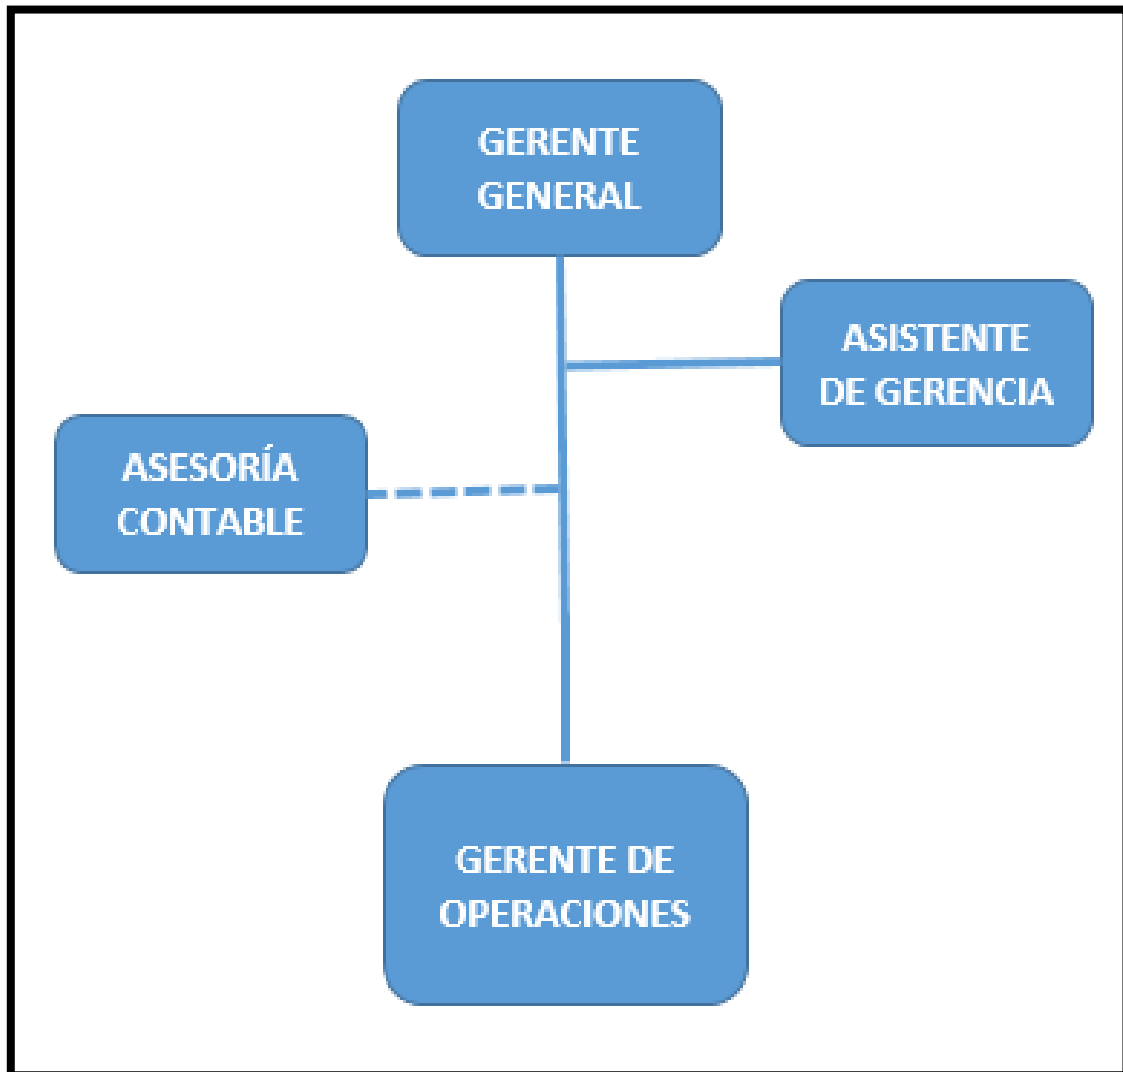 GERENTE
GENERAL
ASISTENTE
DE GERENCIA
ASESORÍA
CONTABLE
GERENTE DE
OPERACIONES